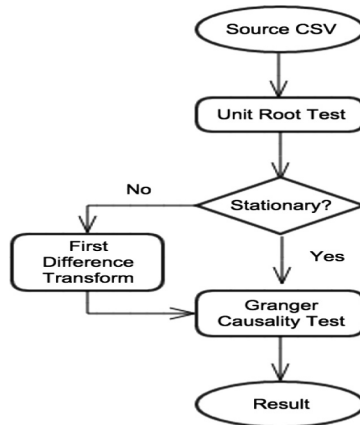 Source CSV
Unit Root Test
Stationary?
No
Yes
First
Difference
Transform
Granger
Causality Test
Result